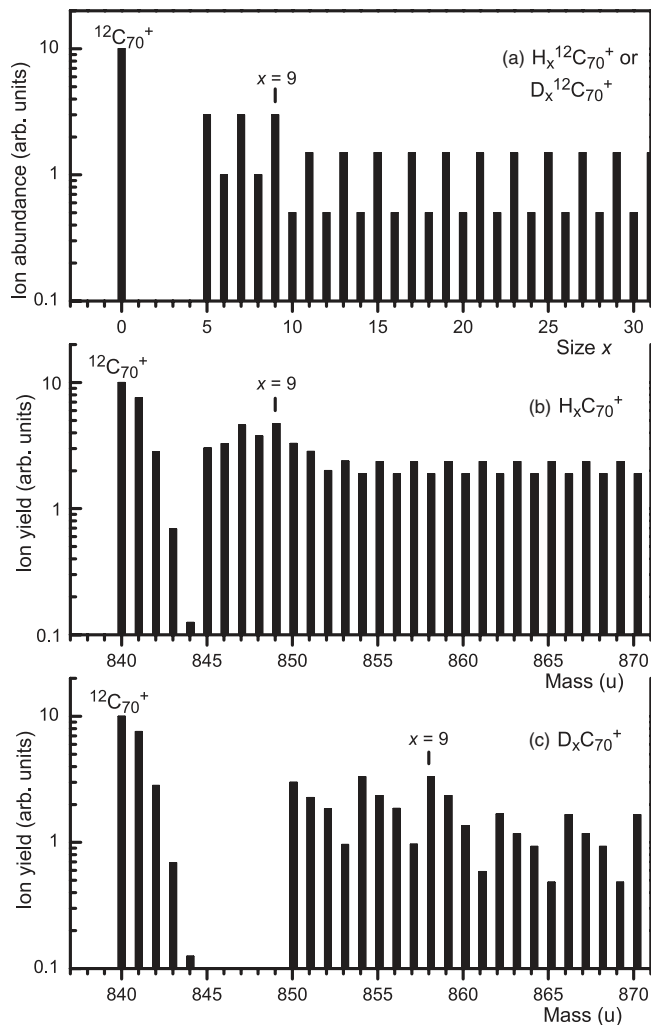 ¹²C₇₀⁺
(a) Hₓ¹²C₇₀⁺ or
Dₓ¹²C₇₀⁺
x = 9
Ion abundance (arb. units)
10
1
0.1
0 5 10 15 20 25 30
Size x
¹²C₇₀⁺
x = 9
(b) HₓC₇₀⁺
Ion yield (arb. units)
10
1
0.1
840 845 850 855 860 865 870
Mass (u)
¹²C₇₀⁺
x = 9
(c) DₓC₇₀⁺
Ion yield (arb. units)
10
1
0.1
840 845 850 855 860 865 870
Mass (u)